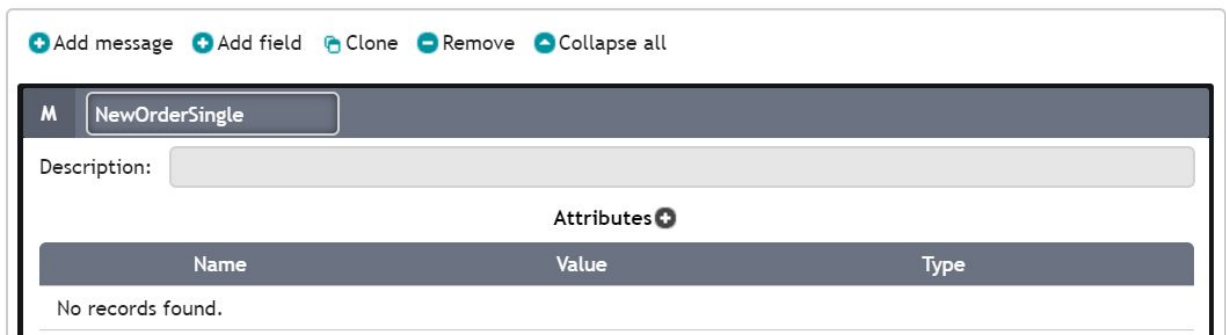 Add message Add field Clone Remove Collapse all
M NewOrderSingle
Description:
Attributes
Name Value Type
No records found.